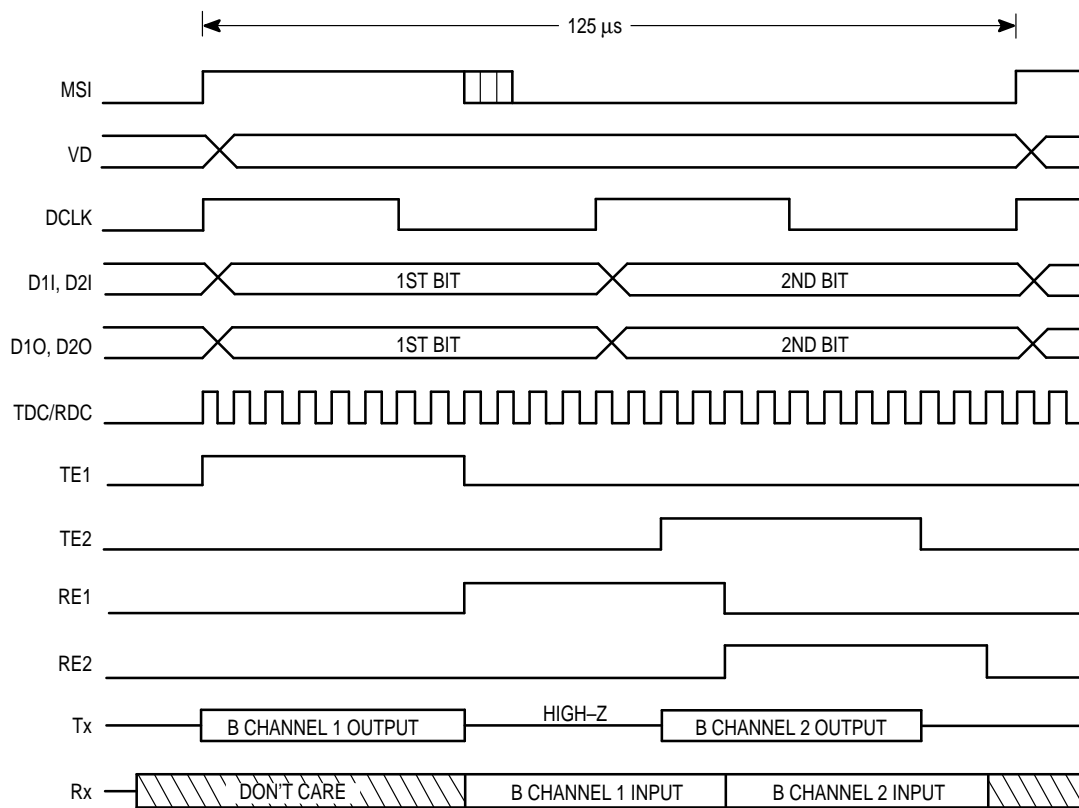 125 μs
MSI
VD
DCLK
D1I, D2I 1ST BIT 2ND BIT
D1O, D2O 1ST BIT 2ND BIT
TDC/RDC
TE1
TE2
RE1
RE2
Tx B CHANNEL 1 OUTPUT HIGH–Z B CHANNEL 2 OUTPUT
Rx DON'T CARE B CHANNEL 1 INPUT B CHANNEL 2 INPUT